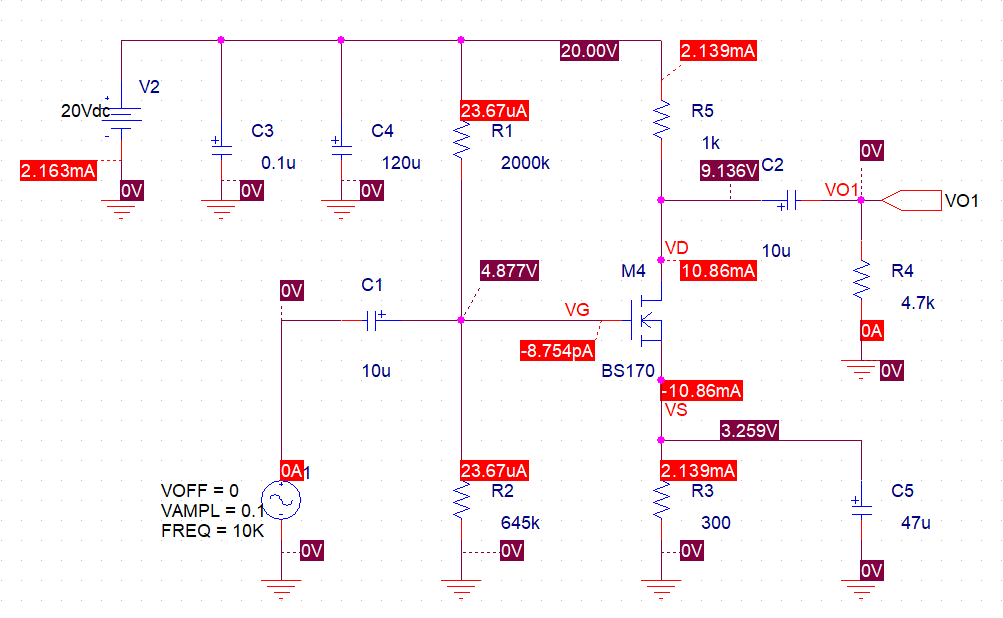 20.00V
2.139mA
V2
20Vdc
+
-
23.67uA
R5
1k
C3
0.1u
C4
120u
R1
2000k
2.163mA
0V
0V
0V
9.136V
C2
0V
VO1
VO1
10u
VD
10.86mA
4.877V
M4
R4
4.7k
0V
C1
VG
-8.754pA
10u
BS170
0A
0V
-10.86mA
VS
3.259V
0A
1
23.67uA
2.139mA
VOFF = 0
VAMPL = 0.1
FREQ = 10K
R2
645k
R3
300
C5
47u
0V
0V
0V
0V